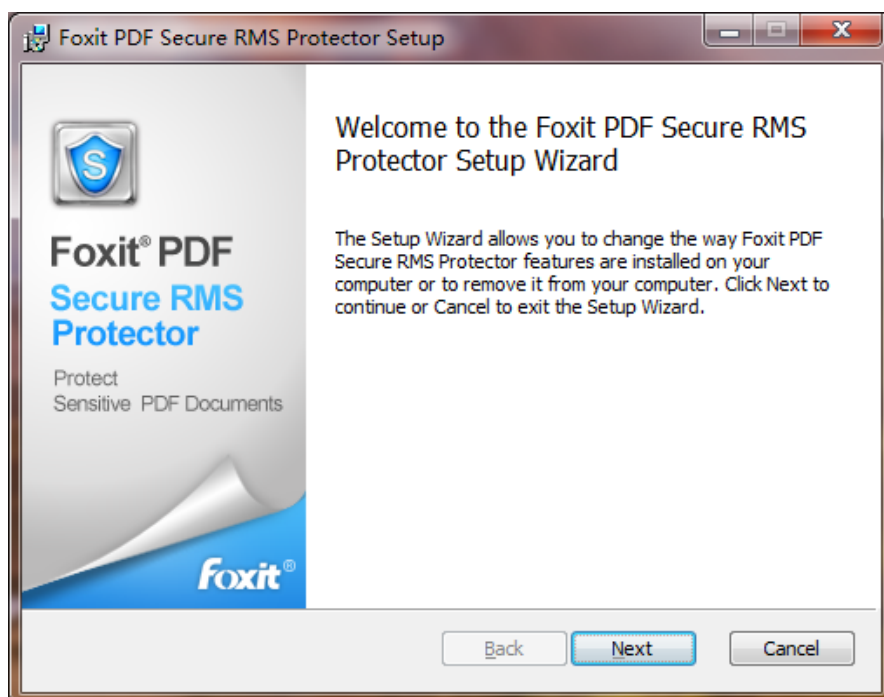 Foxit PDF Secure RMS Protector Setup
S
Foxit® PDF
Secure RMS
Protector
Protect
Sensitive PDF Documents
foxit®
Welcome to the Foxit PDF Secure RMS
Protector Setup Wizard
The Setup Wizard allows you to change the way Foxit PDF
Secure RMS Protector features are installed on your
computer or to remove it from your computer. Click Next to
continue or Cancel to exit the Setup Wizard.
Back
Next
Cancel